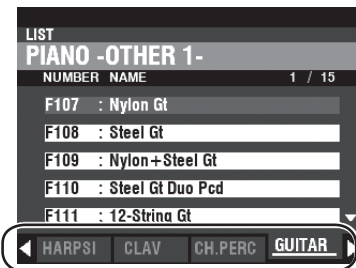 LIST
PIANO -OTHER 1-
NUMBER NAME 1 / 15
F107 : Nylon Gt
F108 : Steel Gt
F109 : Nylon+Steel Gt
F110 : Steel Gt Duo Pcd
F111 : 12-String Gt
HARPSI CLAV CH.PERC GUITAR